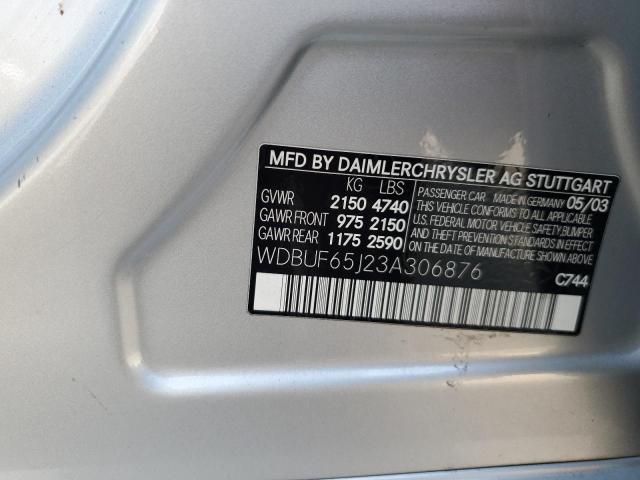 MFD BY DAIMLERCHRYSLER AG STUTTGART
KG LBS
GVWR 2150 4740
GAWR FRONT 975 2150
GAWR REAR 1175 2590
PASSENGER CAR MADE IN GERMANY 05/03
THIS VEHICLE CONFORMS TO ALL APPLICABLE
U.S. FEDERAL MOTOR VEHICLE SAFETY, BUMPER,
AND THEFT PREVENTION STANDARDS IN EFFECT
ON THE DATE OF MANUFACTURE SHOWN ABOVE
WDBUF65J23A306876
C744